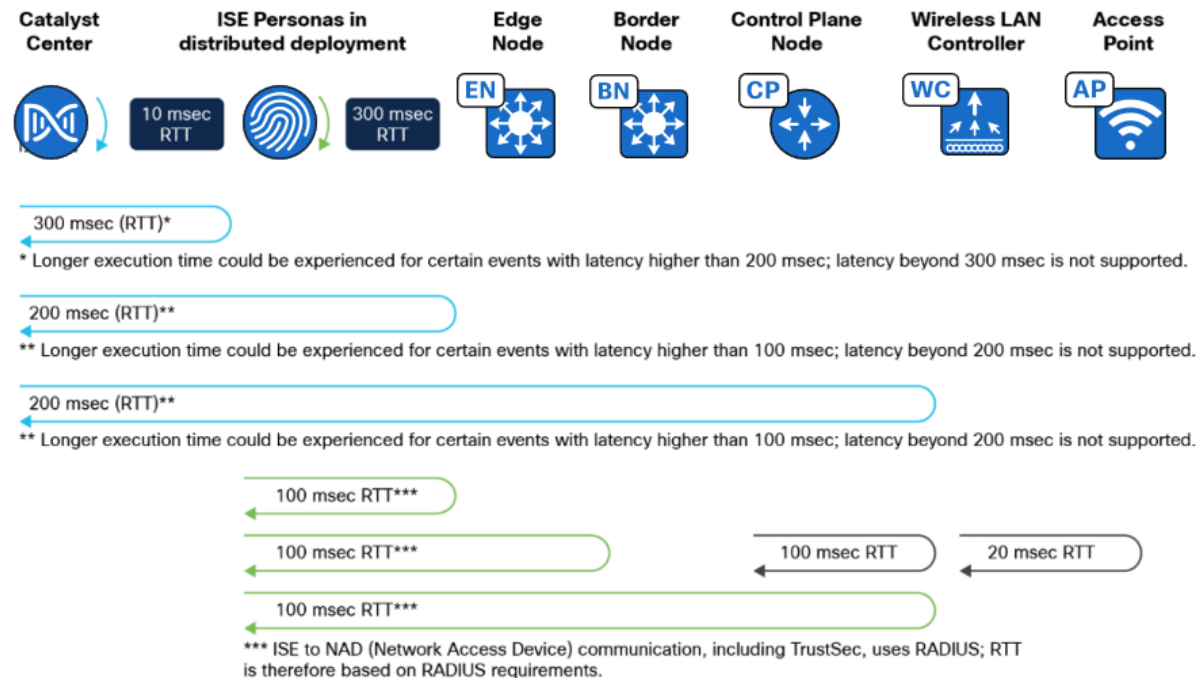 Catalyst
Center
ISE Personas in
distributed deployment
Edge
Node
Border
Node
Control Plane
Node
Wireless LAN
Controller
Access
Point
10 msec
RTT
300 msec
RTT
EN
BN
CP
WC
AP
300 msec (RTT)*
* Longer execution time could be experienced for certain events with latency higher than 200 msec; latency beyond 300 msec is not supported.
200 msec (RTT)**
** Longer execution time could be experienced for certain events with latency higher than 100 msec; latency beyond 200 msec is not supported.
200 msec (RTT)**
** Longer execution time could be experienced for certain events with latency higher than 100 msec; latency beyond 200 msec is not supported.
100 msec RTT***
100 msec RTT***
100 msec RTT
20 msec RTT
100 msec RTT***
*** ISE to NAD (Network Access Device) communication, including TrustSec, uses RADIUS; RTT
is therefore based on RADIUS requirements.